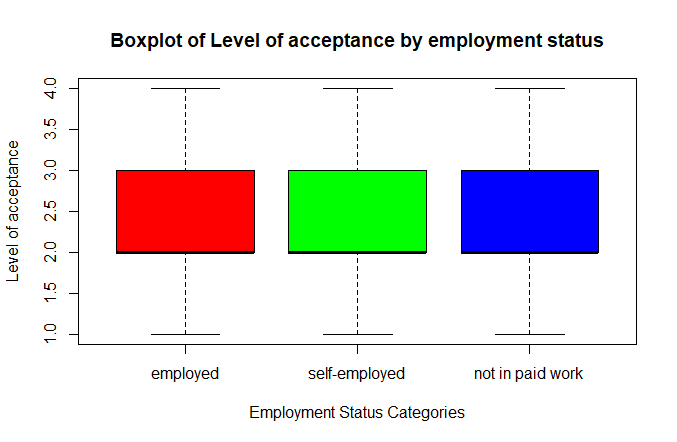 Boxplot of Level of acceptance by employment status
Level of acceptance
4.0
3.5
3.0
2.5
2.0
1.5
1.0
employed
self-employed
not in paid work
Employment Status Categories